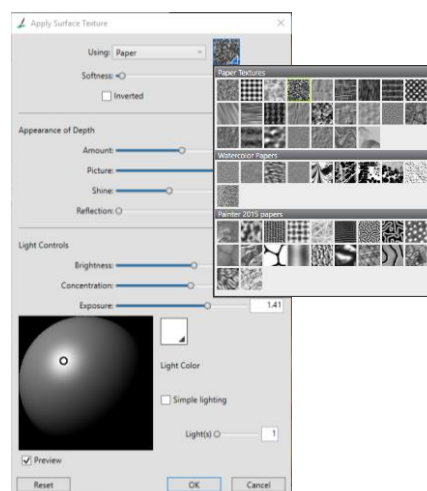 Apply Surface Texture
Using: Paper
Softness:
Inverted
Paper Textures
Appearance of Depth
Amount:
Picture:
Shine:
Reflection:
Watercolor Papers
Painter 2015 papers
Light Controls
Brightness:
Concentration:
Exposure: 1.41
Light Color
Simple lighting
Light(s) 1
Preview
Reset OK Cancel